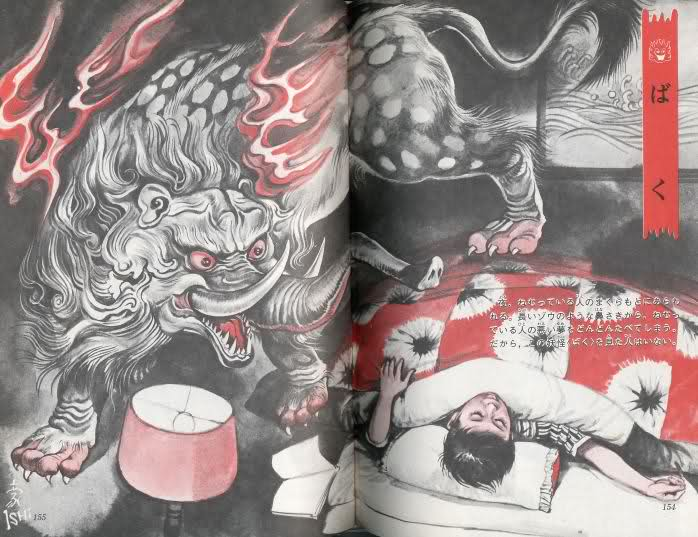 ばく
夜、ねむっている人のまくらもとにあらわ
れる。長いゾウのような鼻さきから、ねむっ
ている人の悪い夢をどんどんたべてしまう。
だから、この妖怪〈ばく〉を見た人はいない。
154
ISHI
155